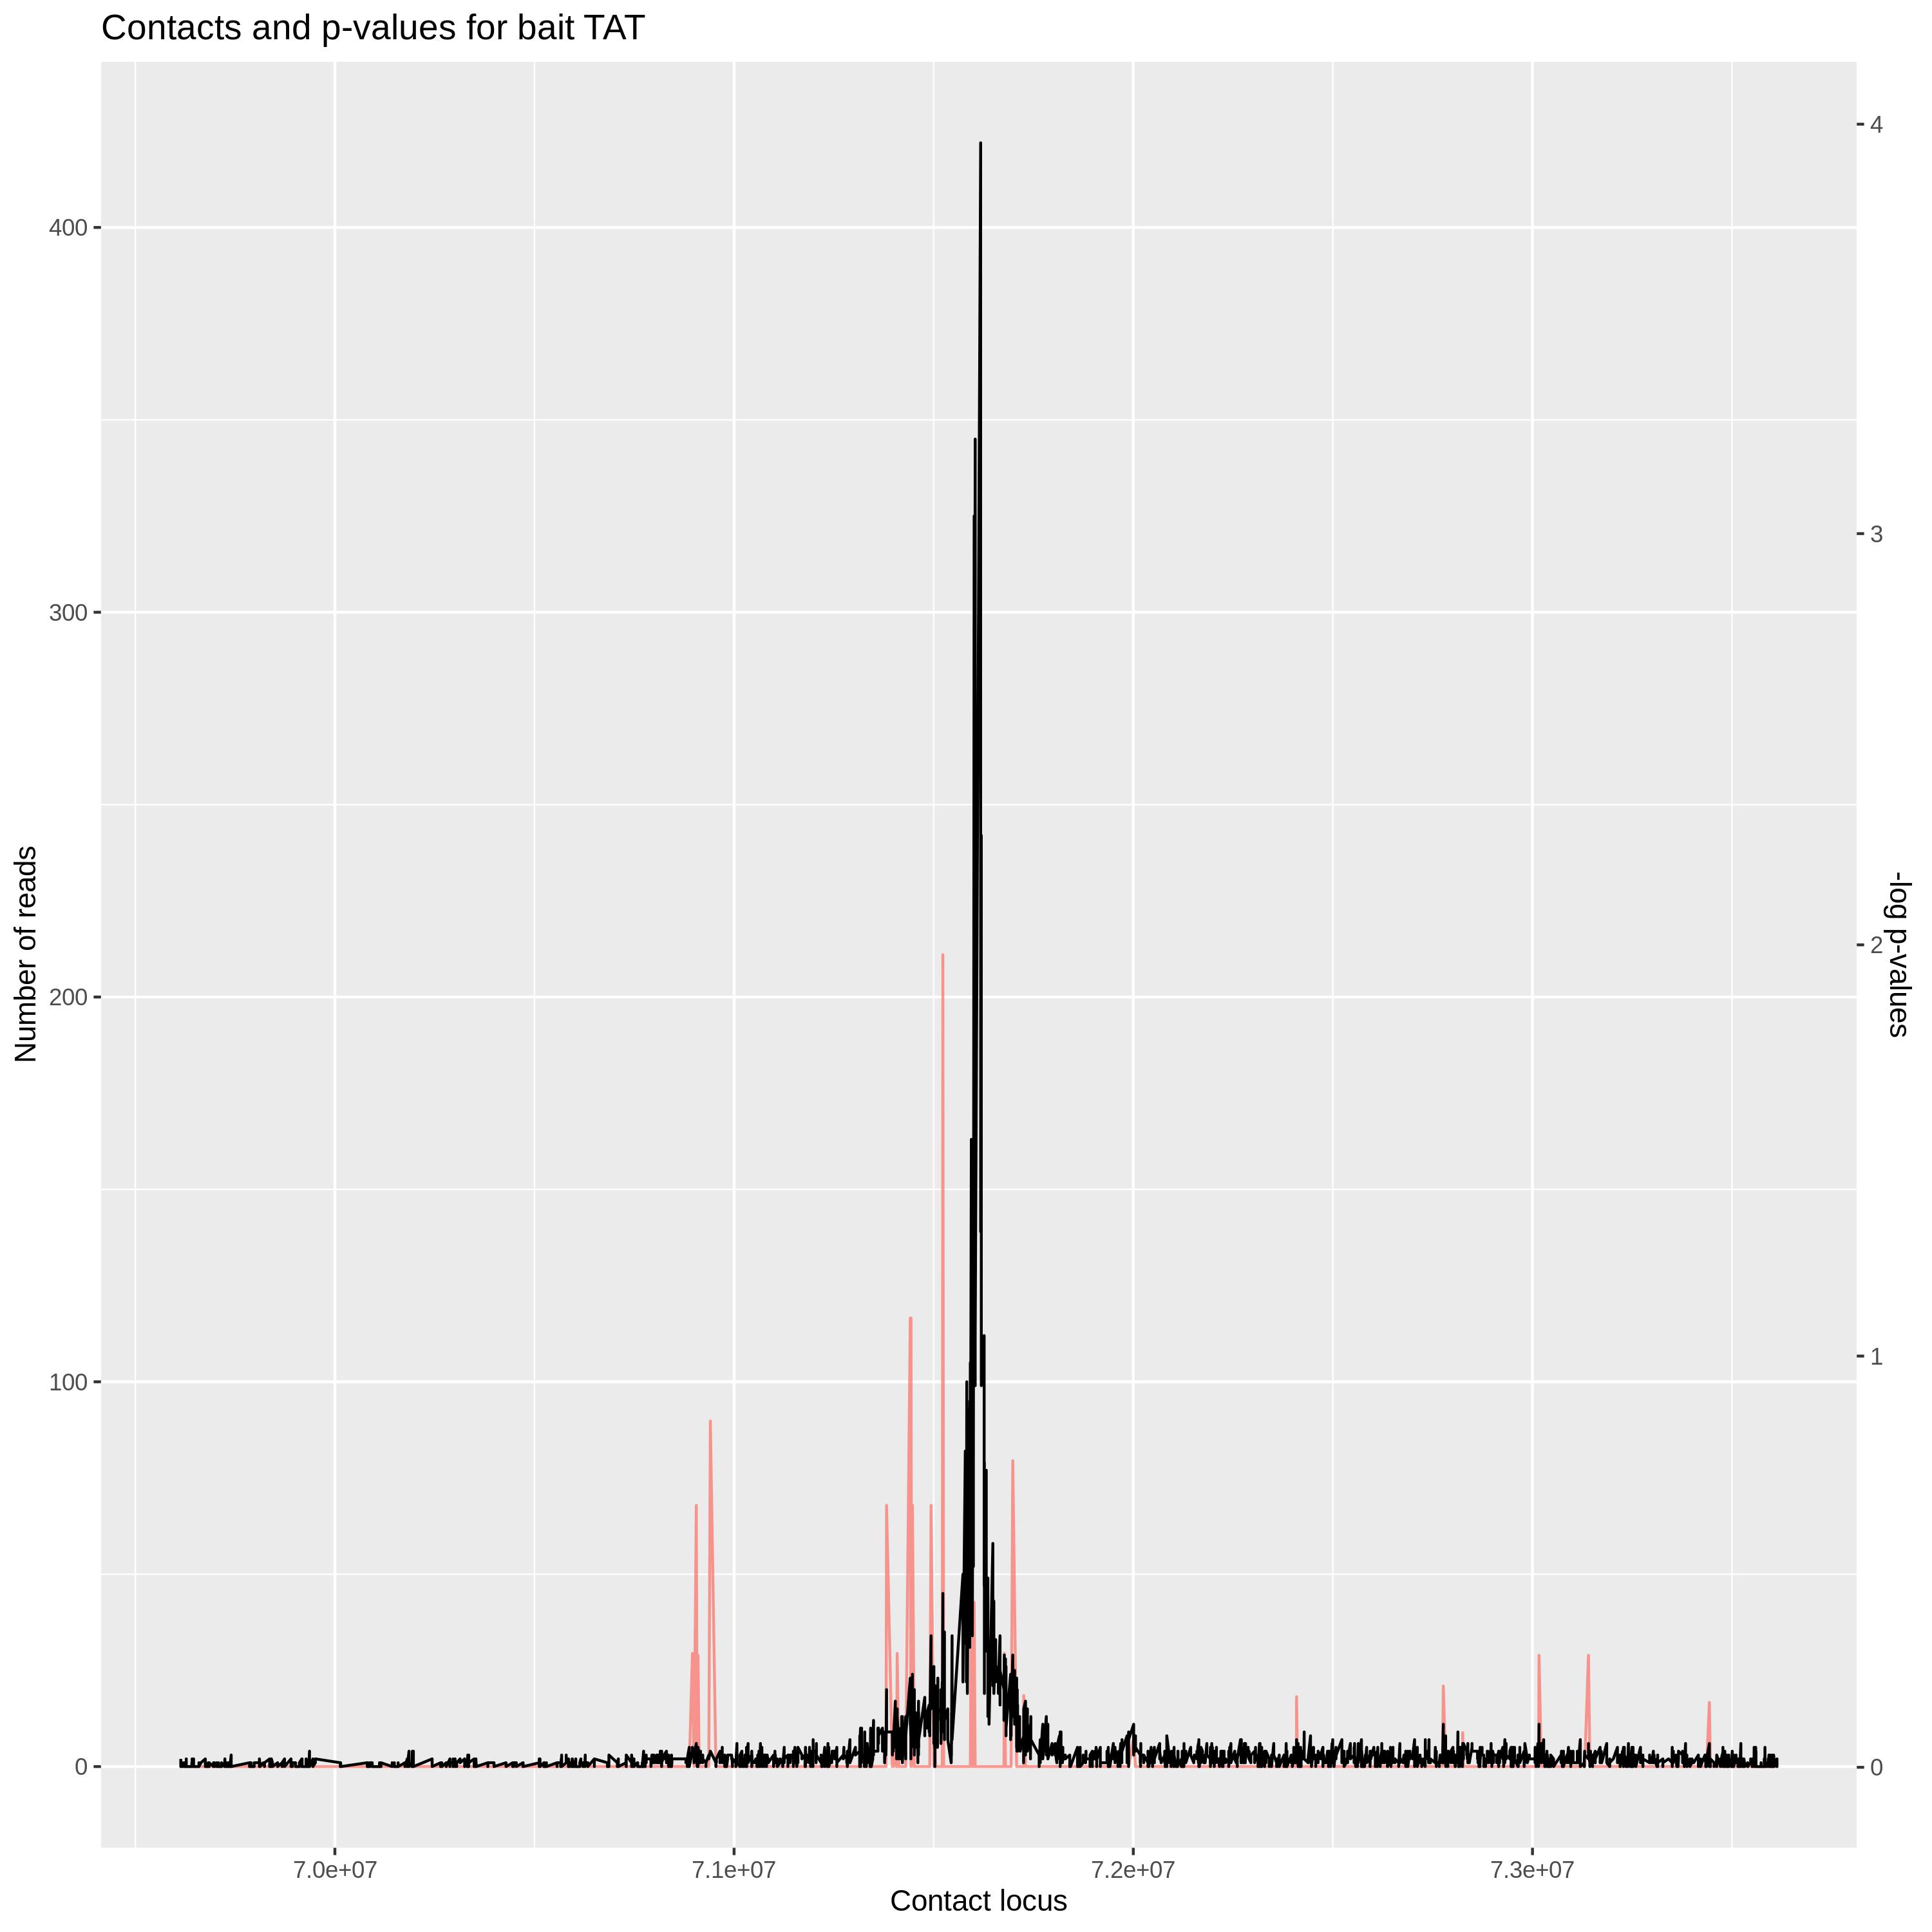 Contacts and p-values for bait TAT
Number of reads
400
300
200
100
0
4
3
2
1
0
-log p-values
7.0e+07 7.1e+07 7.2e+07 7.3e+07
Contact locus